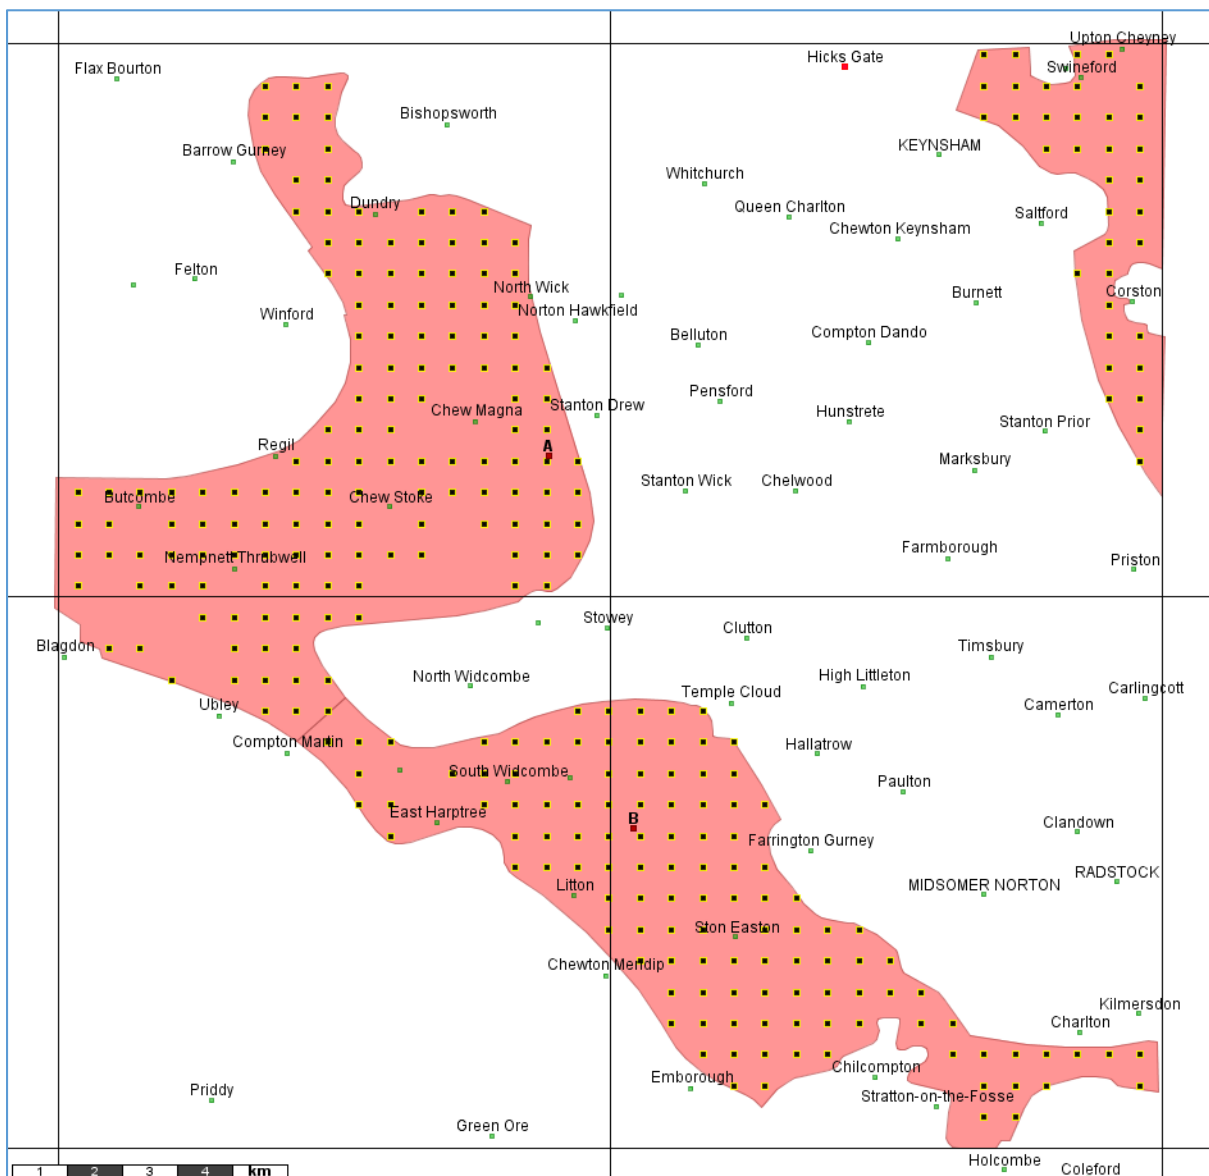 Upton Cheyney
Hicks Gate
Flax Bourton
Swineford
Bishopsworth
KEYNSHAM
Barrow Gurney
Whitchurch
Dundry
Queen Charlton
Saltford
Chewton Keynsham
Felton
North Wick
Corston
Burnett
Winford
Norton Hawkfield
Belluton
Compton Dando
Pensford
Chew Magna
Stanton Drew
Hunstrete
Stanton Prior
A
Regil
Marksbury
Stanton Wick
Chelwood
Butcombe
Chew Stoke
Farmborough
Nempnett Thrubwell
Priston
Stowey
Clutton
Blagdon
Timsbury
North Widcombe
High Littleton
Temple Cloud
Carlingcott
Ubley
Camerton
Compton Martin
Hallatrow
South Widcombe
Paulton
East Harptree
B
Clandown
Farrington Gurney
RADSTOCK
Litton
MIDSOMER NORTON
Ston Easton
Chewton Mendip
Kilmersdon
Charlton
Chilcompton
Emborough
Priddy
Stratton-on-the-Fosse
Green Ore
Holcombe
Coleford
1 2 3 4 km